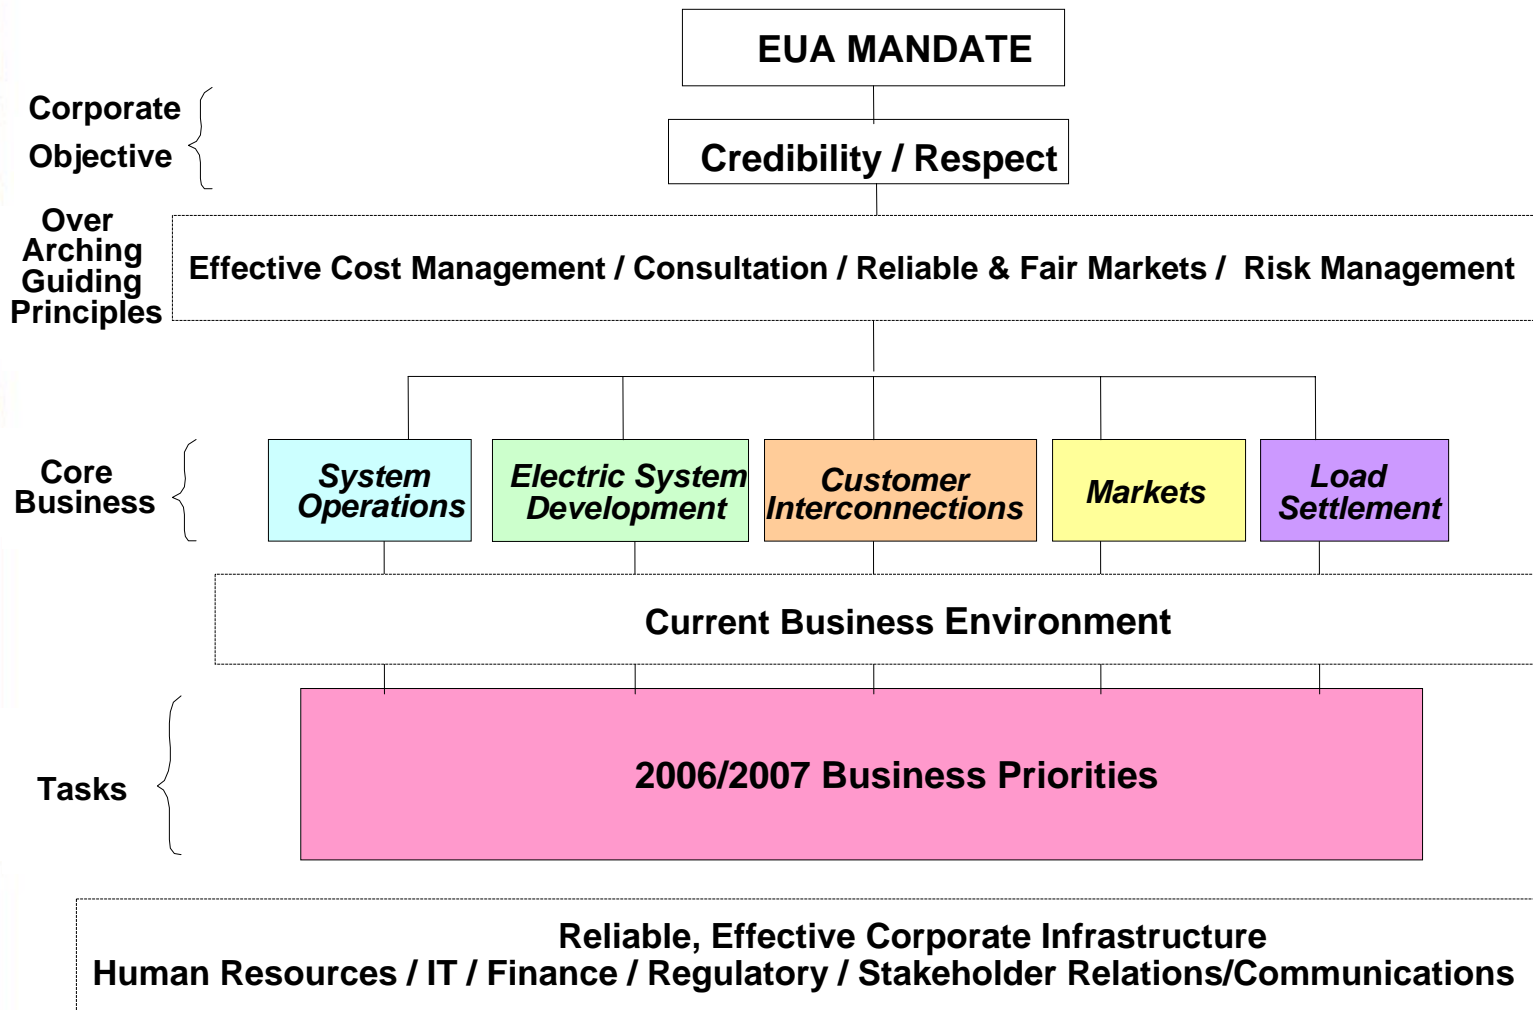 EUA MANDATE
Corporate
Objective
Credibility / Respect
Over
Arching
Guiding
Principles
Effective Cost Management / Consultation / Reliable & Fair Markets / Risk Management
Core
Business
System
Operations
Electric System
Development
Customer
Interconnections
Markets
Load
Settlement
Current Business Environment
Tasks
2006/2007 Business Priorities
Reliable, Effective Corporate Infrastructure
Human Resources / IT / Finance / Regulatory / Stakeholder Relations/Communications